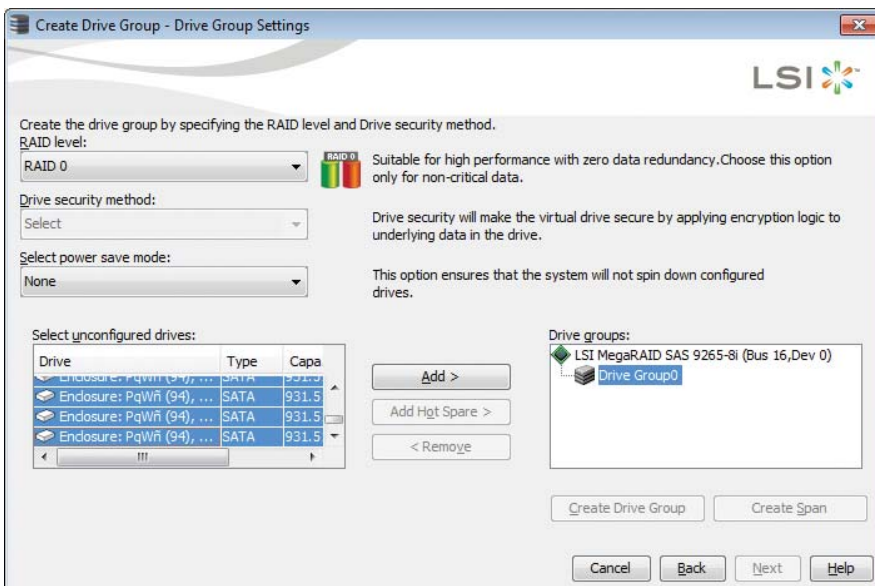 Create Drive Group - Drive Group Settings
LSI™
Create the drive group by specifying the RAID level and Drive security method.
RAID level:
RAID 0
RAID 0
Suitable for high performance with zero data redundancy.Choose this option
only for non-critical data.
Drive security method:
Select
Drive security will make the virtual drive secure by applying encryption logic to
underlying data in the drive.
Select power save mode:
None
This option ensures that the system will not spin down configured
drives.
Select unconfigured drives:
Drive Type Capa
Enclosure: PqWñ (94), ... SATA 931.5
Enclosure: PqWñ (94), ... SATA 931.5
Enclosure: PqWñ (94), ... SATA 931.5
Enclosure: PqWñ (94), ... SATA 931.5
Add >
Add Hot Spare >
< Remove
Drive groups:
LSI MegaRAID SAS 9265-8i (Bus 16,Dev 0)
Drive Group0
Create Drive Group
Create Span
Cancel
Back
Next
Help